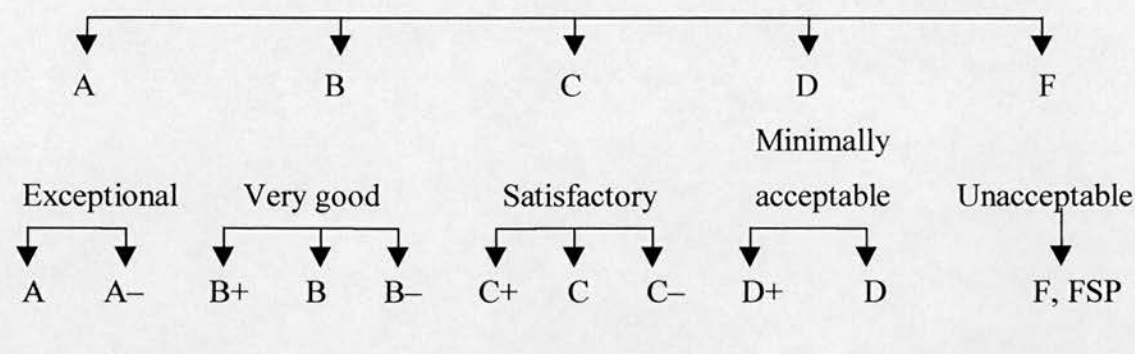 A B C D F
Minimally
Exceptional Very good Satisfactory acceptable Unacceptable
A A– B+ B B– C+ C C– D+ D F, FSP